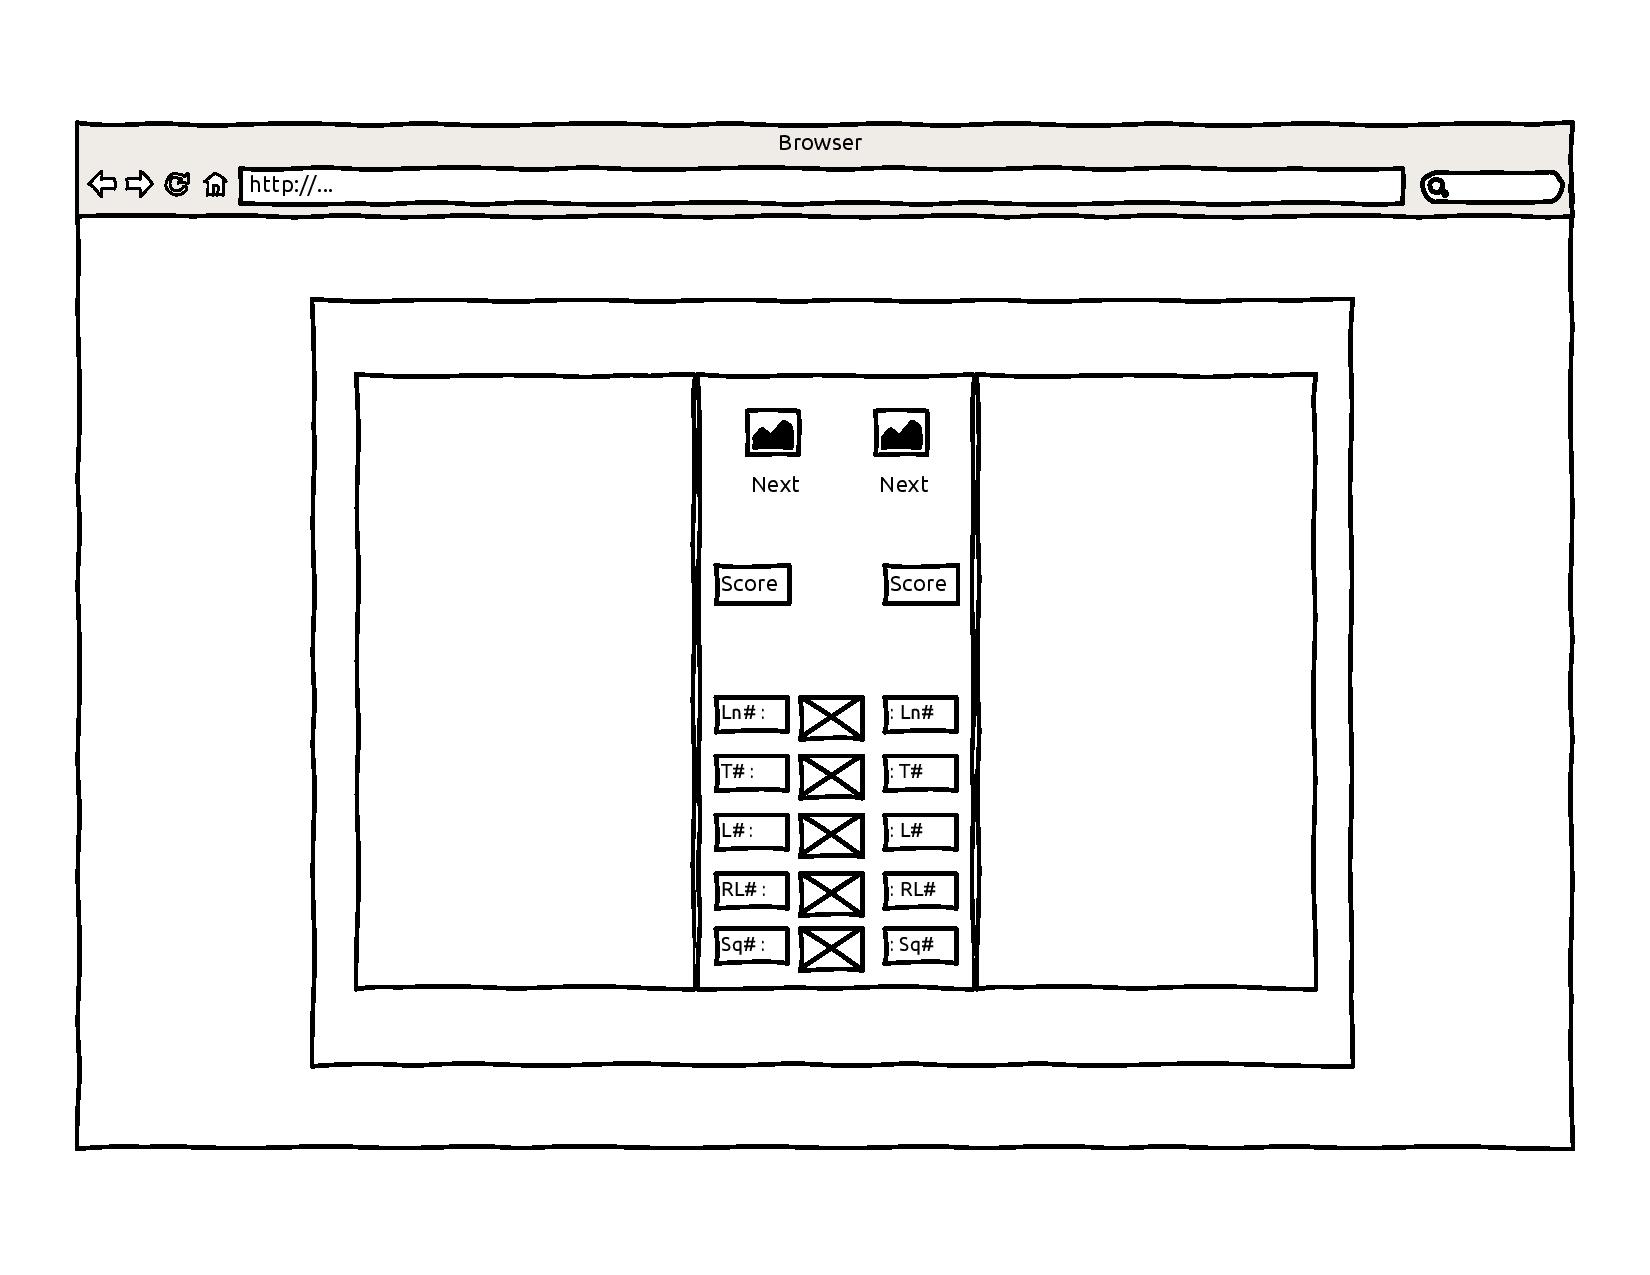 Browser
http://...
Next Next
Score Score
Ln# : : Ln#
T# : : T#
L# : : L#
RL# : : RL#
Sq# : : Sq#